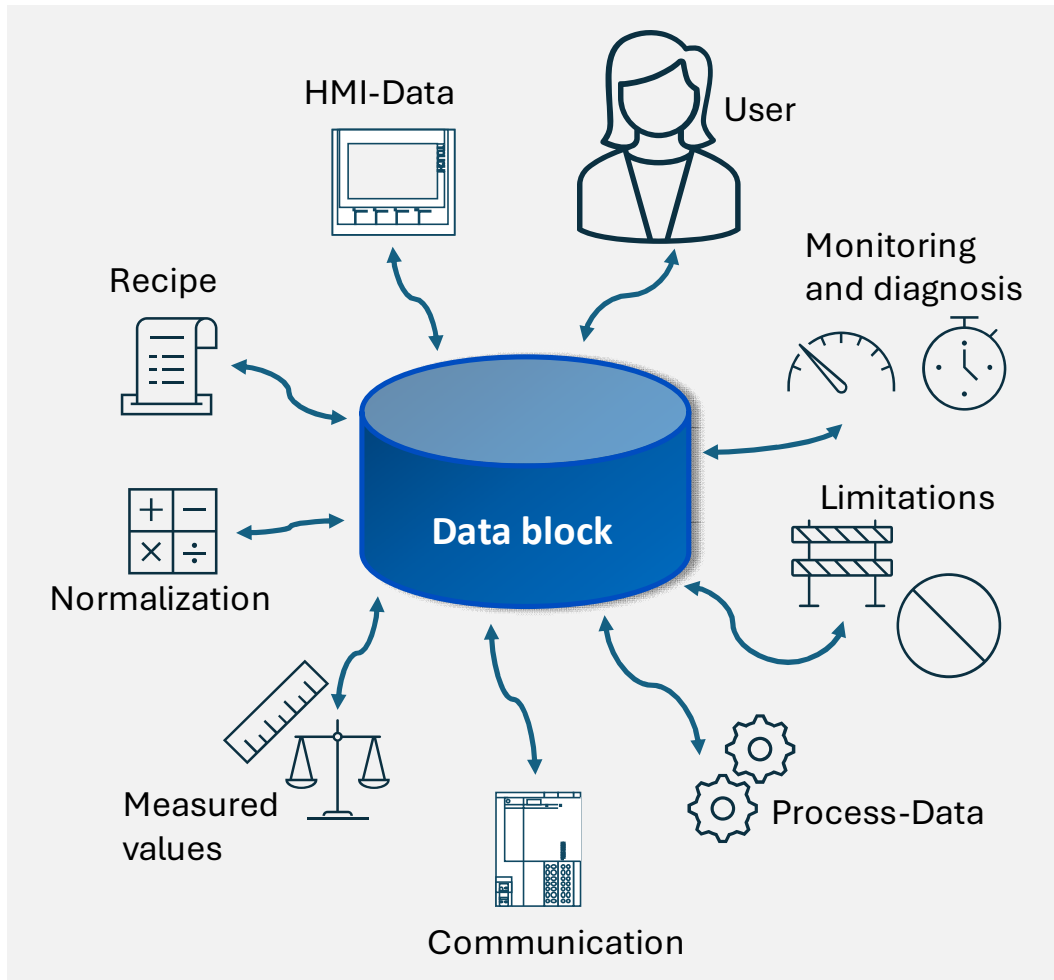 HMI-Data
User
Monitoring
and diagnosis
Recipe
Limitations
Data block
Normalization
Measured
values
Process-Data
Communication